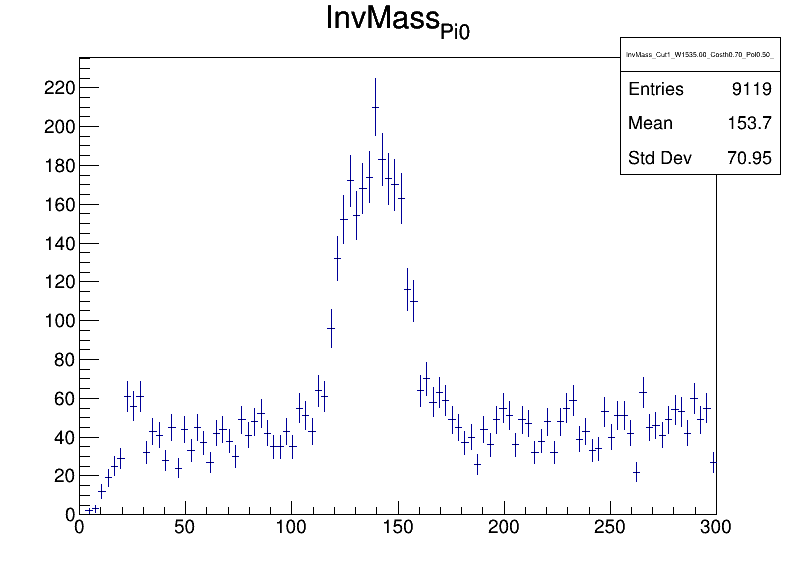 InvMass_Pi0
InvMass_Cut1_W1535.00_Costh0.70_Pol0.50_
Entries 9119
Mean 153.7
Std Dev 70.95
220
200
180
160
140
120
100
80
60
40
20
0
0 50 100 150 200 250 300